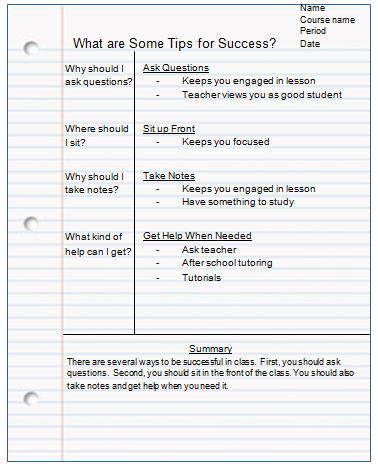 Name
Course name
Period
Date
What are Some Tips for Success?
Why should I
ask questions?
Ask Questions
- Keeps you engaged in lesson
- Teacher views you as good student
Where should
I sit?
Sit up Front
- Keeps you focused
Why should I
take notes?
Take Notes
- Keeps you engaged in lesson
- Have something to study
What kind of
help can I get?
Get Help When Needed
- Ask teacher
- After school tutoring
- Tutorials
Summary
There are several ways to be successful in class. First, you should ask
questions. Second, you should sit in the front of the class. You should also
take notes and get help when you need it.